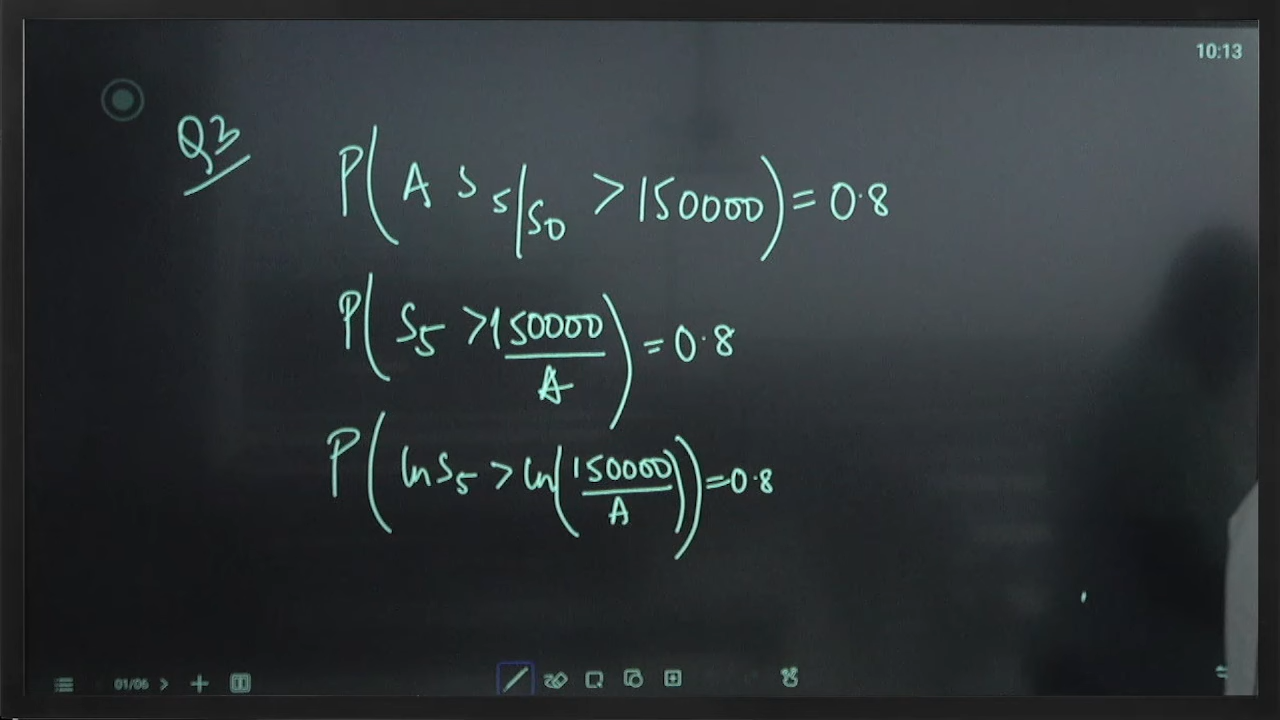 10:13
Q3
P(A S5/S0 > 150000) = 0.8
P(S5 > 150000/A) = 0.8
P(ln S5 > ln(150000/A)) = 0.8
01/06